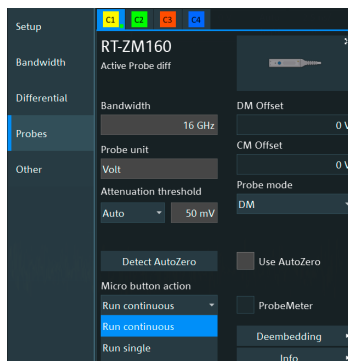 C1 C2 C3 C4
Setup
Bandwidth
Differential
Probes
Other
RT-ZM160
Active Probe diff
Bandwidth
16 GHz
Probe unit
Volt
Attenuation threshold
Auto 50 mV
DM Offset
0 V
CM Offset
0 V
Probe mode
DM
Detect AutoZero
Use AutoZero
Micro button action
Run continuous
ProbeMeter
Run continuous
Run single
Deembedding
Info